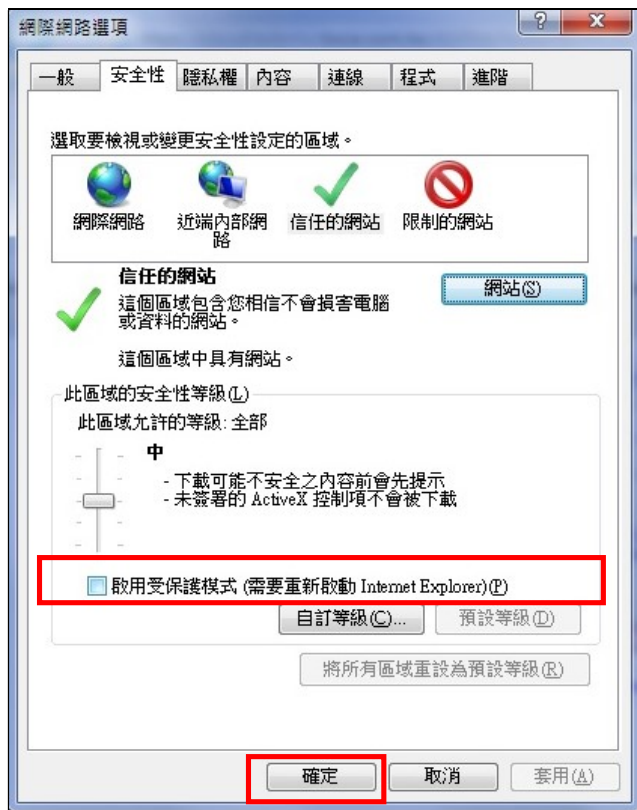 網際網路選項
一般 安全性 隱私權 內容 連線 程式 進階
選取要檢視或變更安全性設定的區域。
網際網路 近端內部網路 信任的網站 限制的網站
信任的網站
網站(S)
這個區域包含您相信不會損害電腦
或資料的網站。
這個區域中具有網站。
此區域的安全性等級(L)
此區域允許的等級: 全部
中
- 下載可能不安全之內容前會先提示
- 未簽署的 ActiveX 控制項不會被下載
啟用受保護模式 (需要重新啟動 Internet Explorer)(P)
自訂等級(C)... 預設等級(D)
將所有區域重設為預設等級(R)
確定 取消 套用(A)